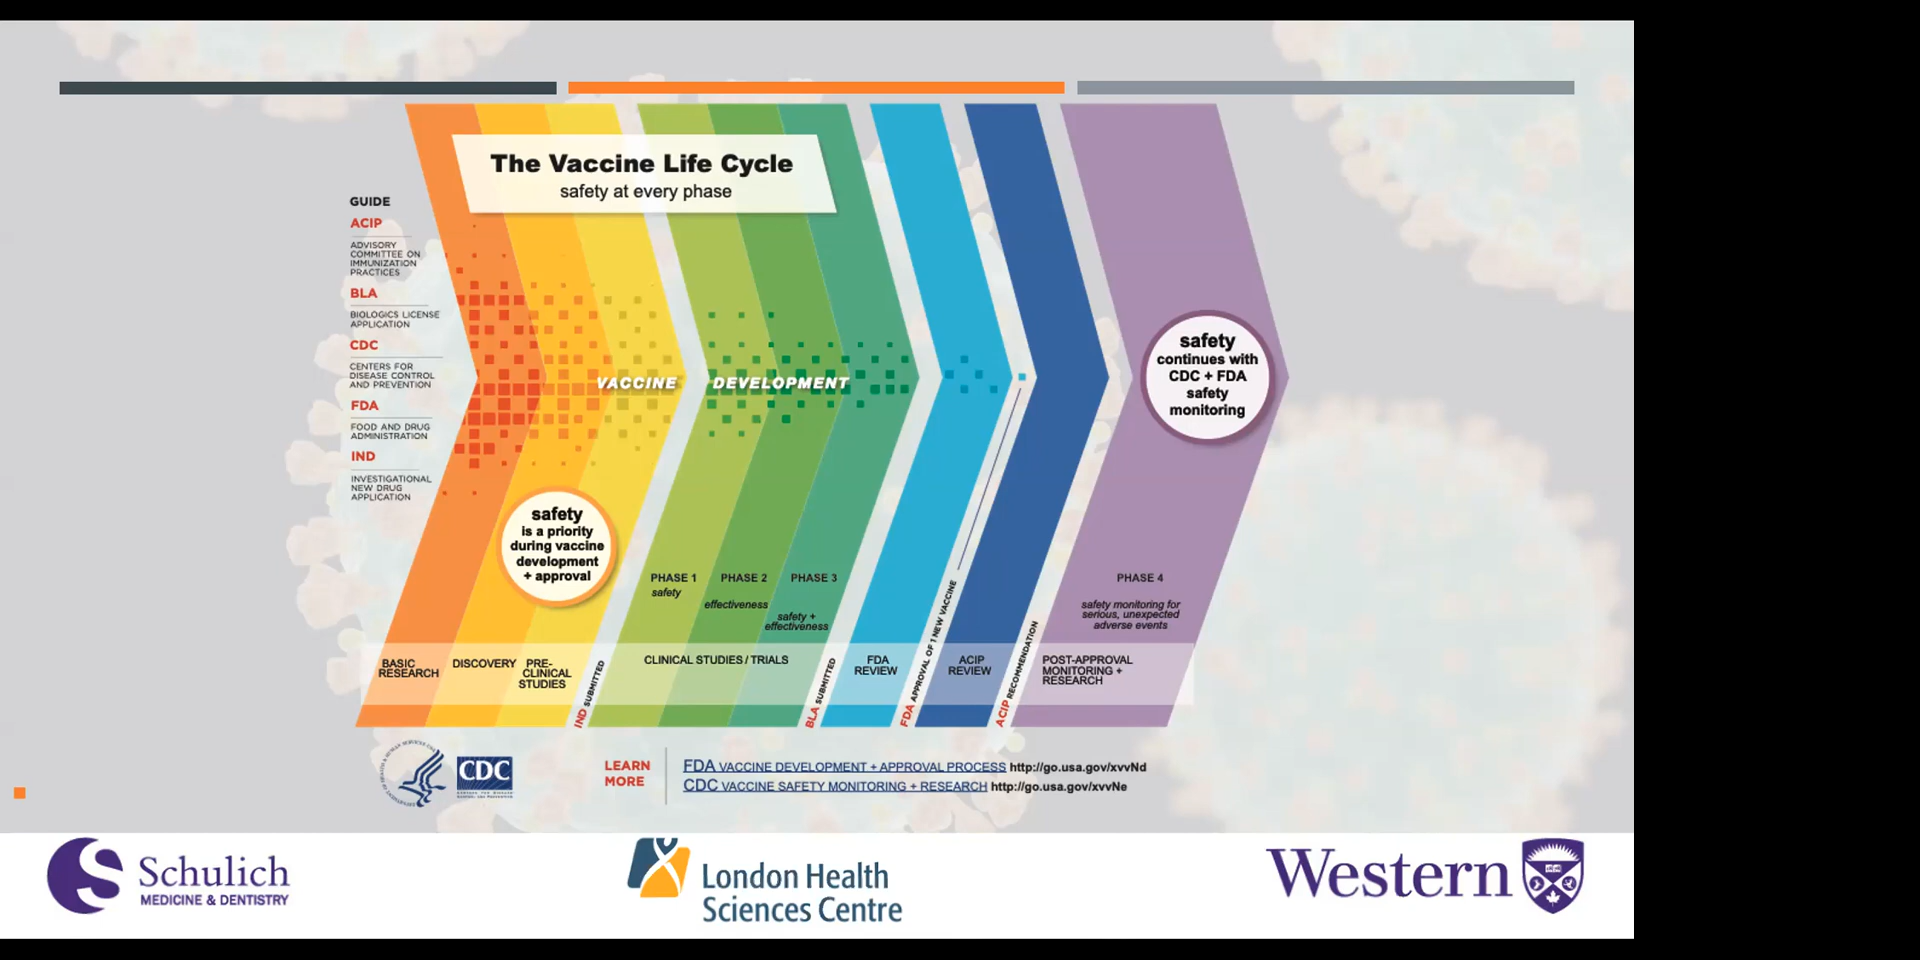 The Vaccine Life Cycle
safety at every phase
GUIDE
ACIP
ADVISORY
COMMITTEE ON
IMMUNIZATION
PRACTICES
BLA
BIOLOGICS LICENSE
APPLICATION
CDC
CENTERS FOR
DISEASE CONTROL
AND PREVENTION
FDA
FOOD AND DRUG
ADMINISTRATION
IND
INVESTIGATIONAL
NEW DRUG
APPLICATION
VACCINE DEVELOPMENT
safety
is a priority
during vaccine
development
+ approval
safety
continues with
CDC + FDA
safety
monitoring
PHASE 1
safety
PHASE 2
effectiveness
PHASE 3
safety +
effectiveness
PHASE 4
safety monitoring for
serious, unexpected
adverse events
BASIC
RESEARCH
DISCOVERY
PRE-
CLINICAL
STUDIES
IND SUBMITTED
CLINICAL STUDIES / TRIALS
BLA SUBMITTED
FDA
REVIEW
FDA APPROVAL OF 1 NEW VACCINE
ACIP
REVIEW
ACIP RECOMMENDATION
POST-APPROVAL
MONITORING +
RESEARCH
CDC
LEARN
MORE
FDA VACCINE DEVELOPMENT + APPROVAL PROCESS http://go.usa.gov/xvvNd
CDC VACCINE SAFETY MONITORING + RESEARCH http://go.usa.gov/xvvNe
Schulich
MEDICINE & DENTISTRY
London Health
Sciences Centre
Western